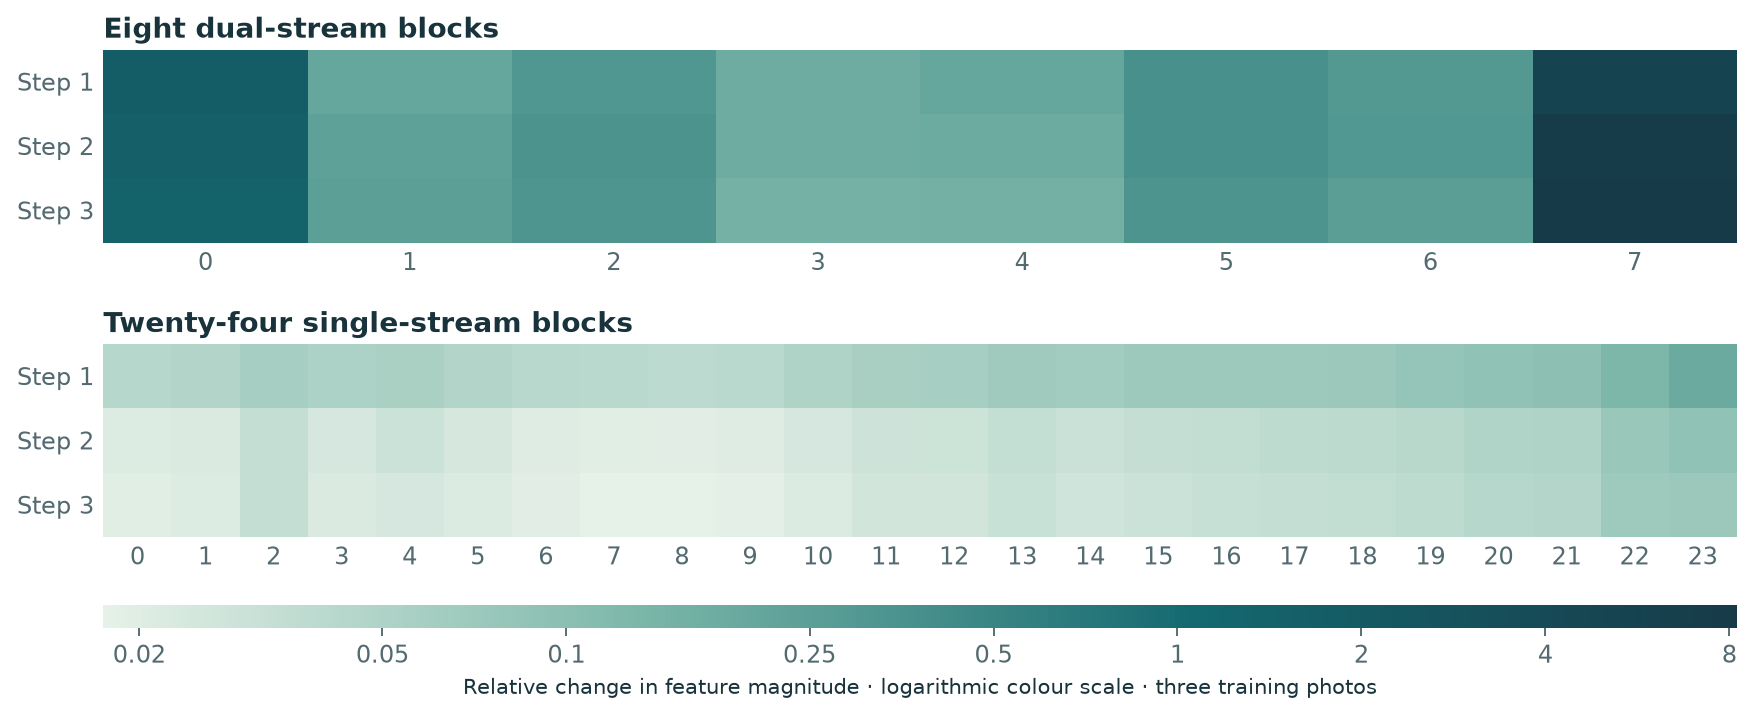 Eight dual-stream blocks
Step 1
Step 2
Step 3
0 1 2 3 4 5 6 7
Twenty-four single-stream blocks
Step 1
Step 2
Step 3
0 1 2 3 4 5 6 7 8 9 10 11 12 13 14 15 16 17 18 19 20 21 22 23
0.02 0.05 0.1 0.25 0.5 1 2 4 8
Relative change in feature magnitude · logarithmic colour scale · three training photos